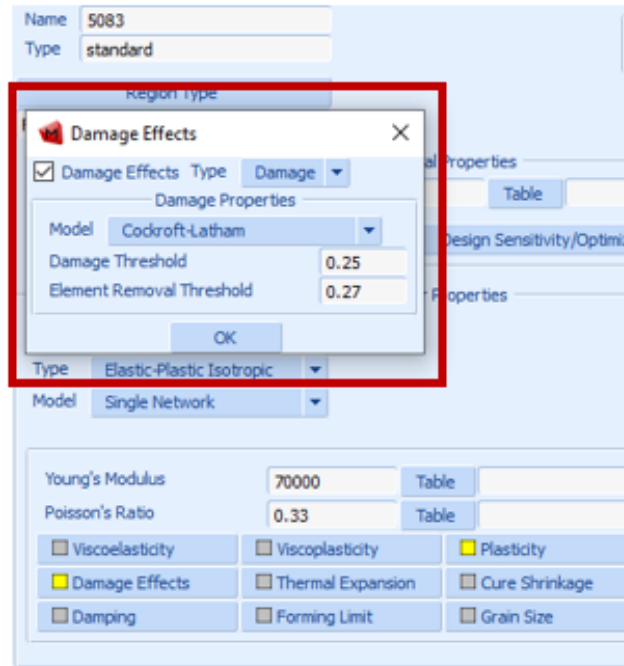 Name 5083
Type standard
Region Type
Damage Effects
Damage Effects Type Damage
Properties
Damage Properties
Table
Model Cockroft-Latham
Design Sensitivity/Optimiz
Damage Threshold 0.25
Element Removal Threshold 0.27
Properties
OK
Type Elastic-Plastic Isotropic
Model Single Network
Young's Modulus 70000 Table
Poisson's Ratio 0.33 Table
Viscoelasticity Viscoplasticity Plasticity
Damage Effects Thermal Expansion Cure Shrinkage
Damping Forming Limit Grain Size